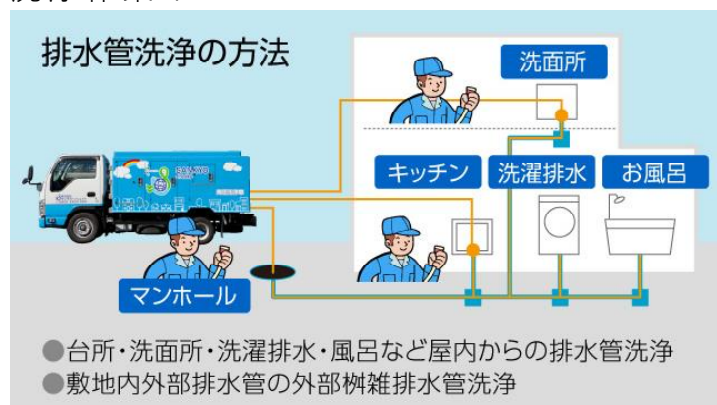 排水管洗浄の方法
洗面所
キッチン
洗濯排水
お風呂
マンホール
●台所・洗面所・洗濯排水・風呂など屋内からの排水管洗浄
●敷地内外部排水管の外部桝雑排水管洗浄